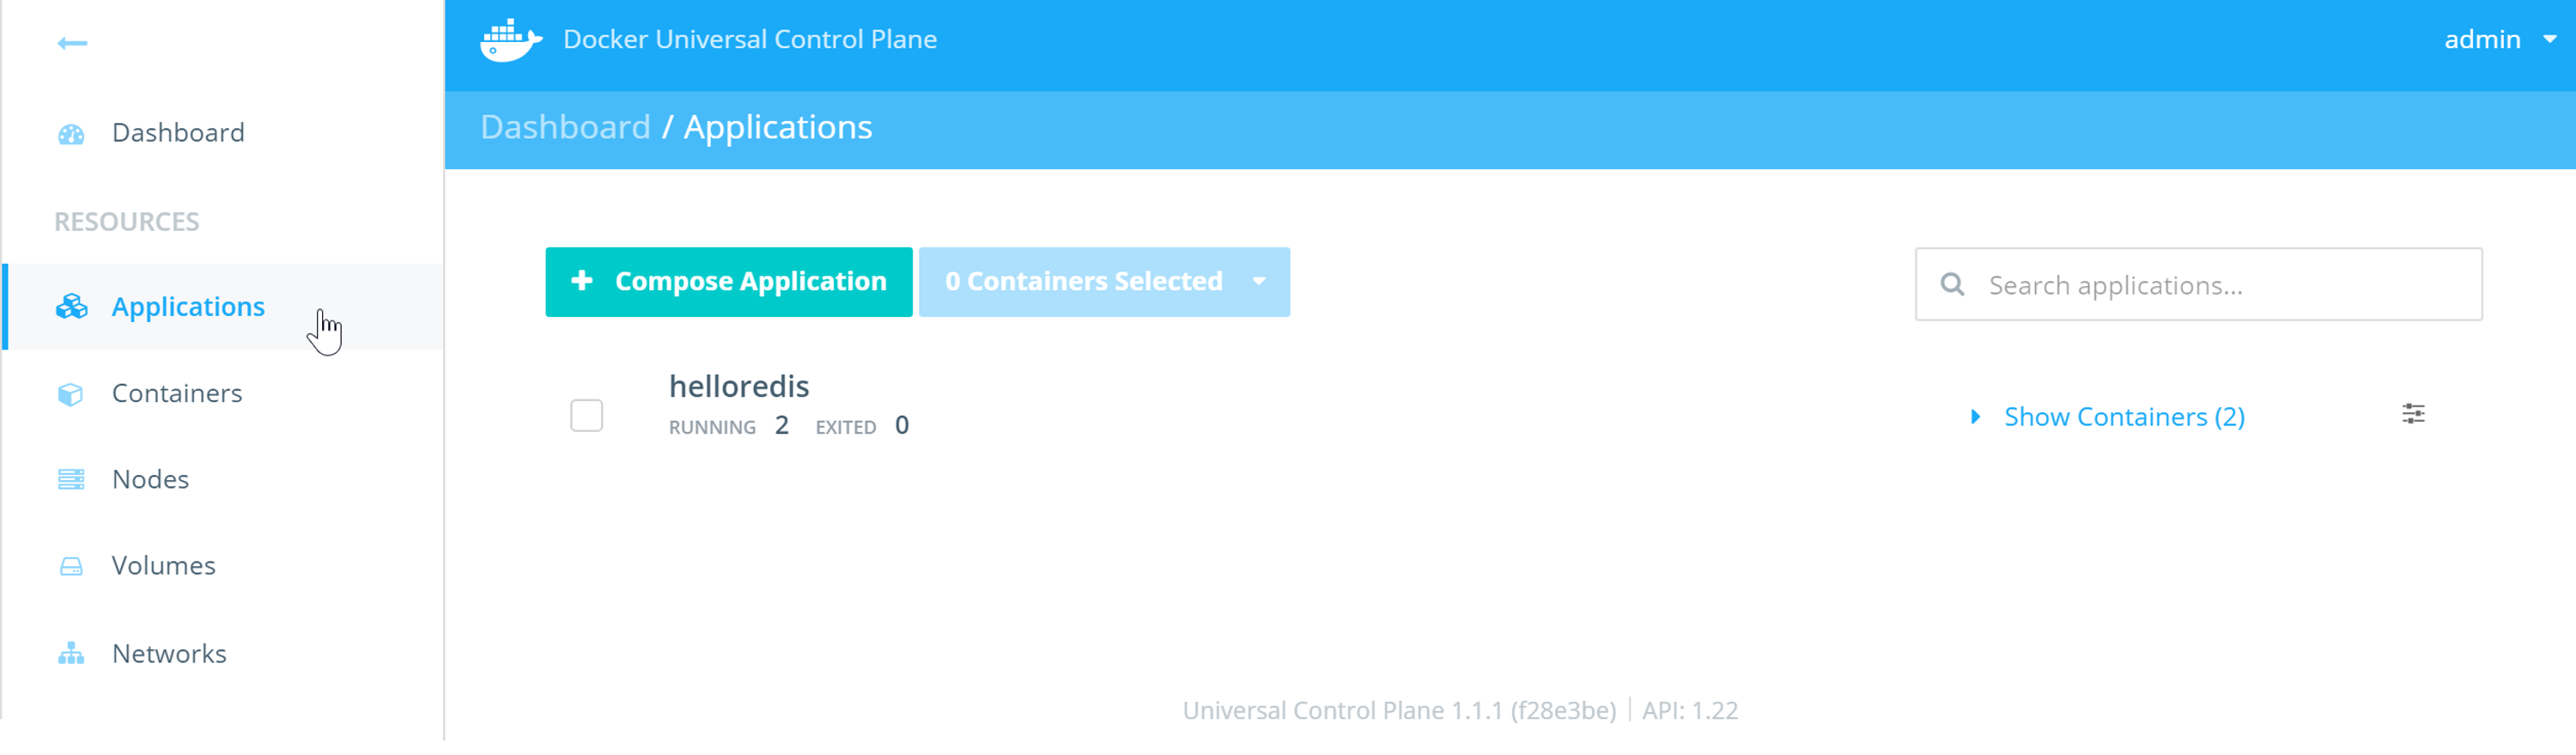 Docker Universal Control Plane
admin
Dashboard / Applications
Dashboard
RESOURCES
Applications
Containers
Nodes
Volumes
Networks
Compose Application
0 Containers Selected
Search applications...
helloredis
RUNNING 2 EXITED 0
Show Containers (2)
Universal Control Plane 1.1.1 (f28e3be) | API: 1.22